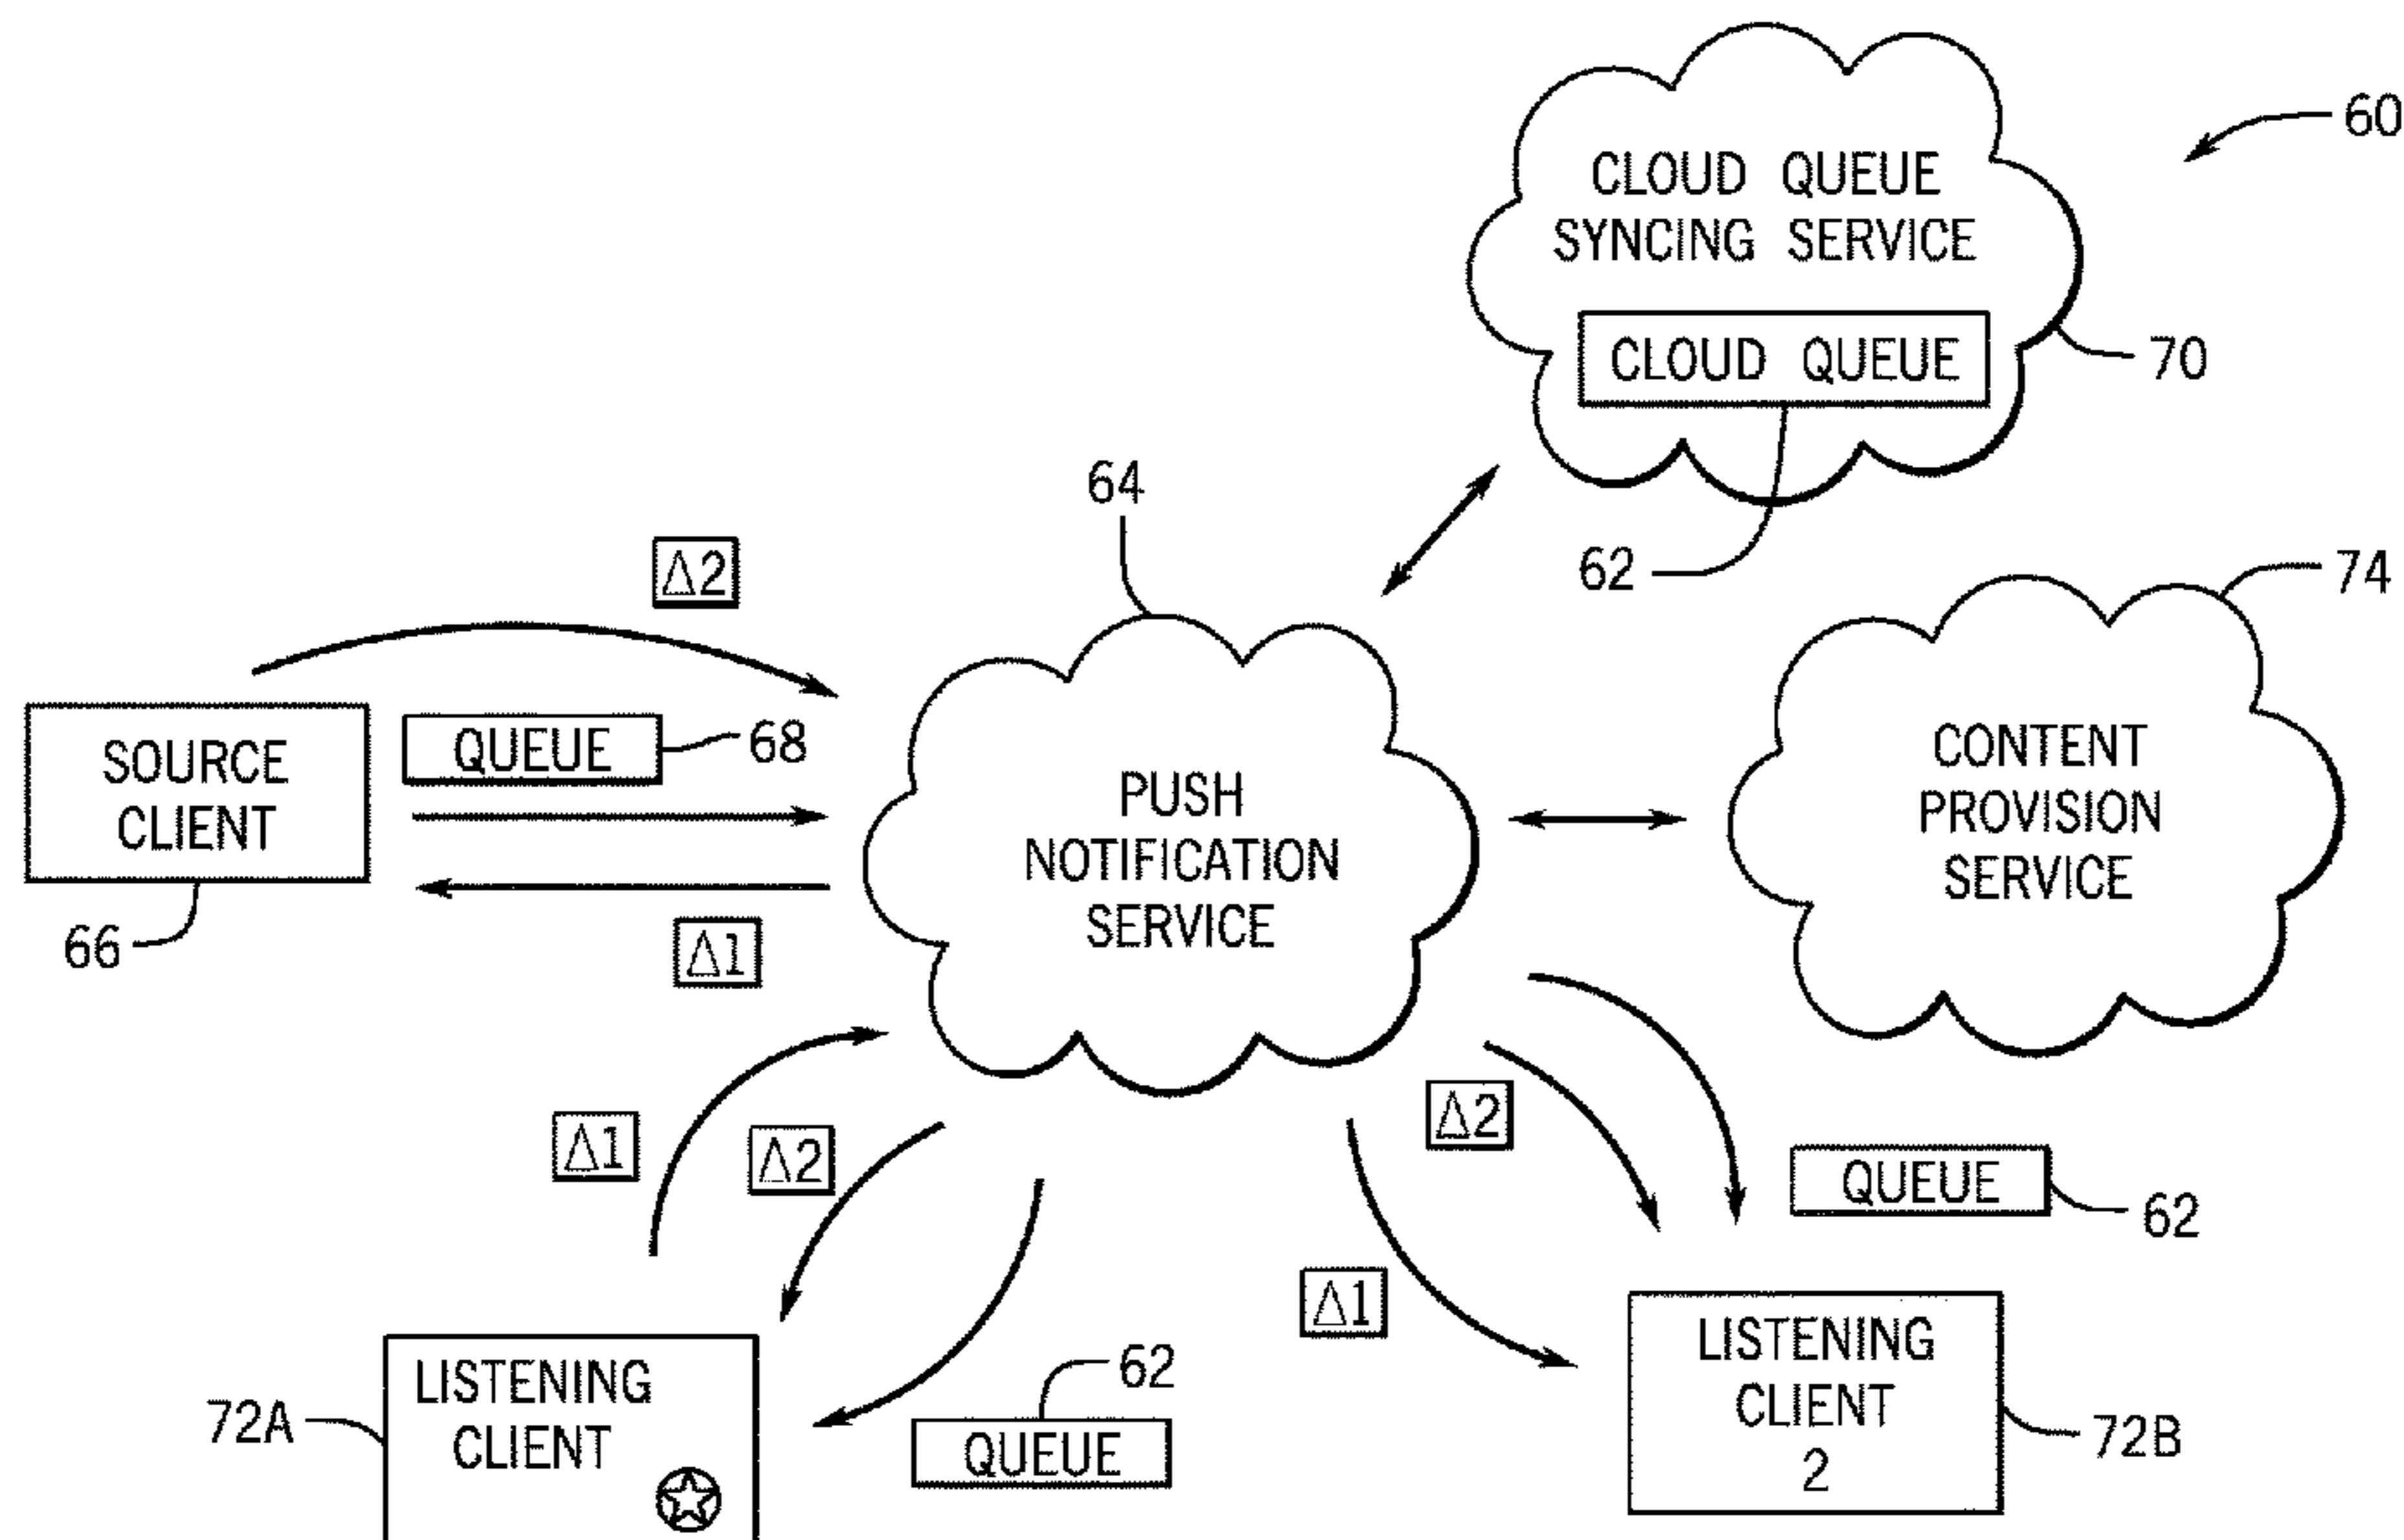 60
CLOUD QUEUE
SYNCING SERVICE
CLOUD QUEUE
70
62
64
74
Δ2
SOURCE
CLIENT
QUEUE
68
66
Δ1
PUSH
NOTIFICATION
SERVICE
CONTENT
PROVISION
SERVICE
Δ1
Δ2
Δ2
QUEUE
62
Δ1
LISTENING
CLIENT
72A
62
QUEUE
LISTENING
CLIENT
2
72B